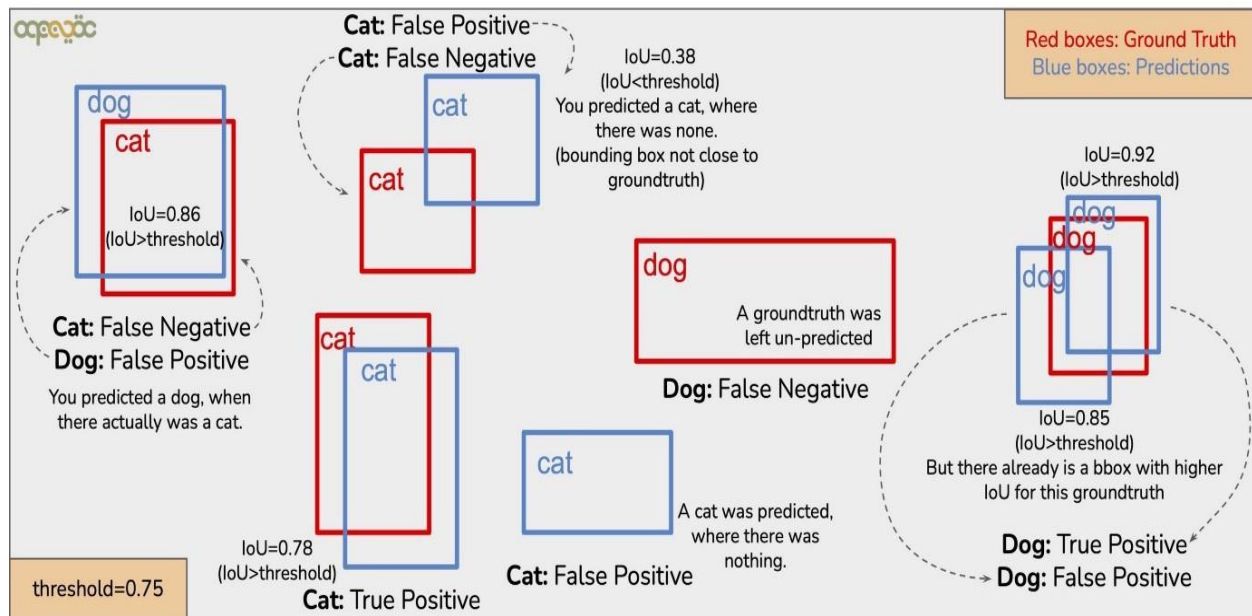 Cat: False Positive
Cat: False Negative
IoU=0.38
(IoU<threshold)
You predicted a cat, where
there was none.
(bounding box not close to
groundtruth)
cat
cat
Red boxes: Ground Truth
Blue boxes: Predictions
dog
cat
IoU=0.86
(IoU>threshold)
Cat: False Negative
Dog: False Positive
You predicted a dog, when
there actually was a cat.
cat
cat
IoU=0.78
(IoU>threshold)
Cat: True Positive
dog
A groundtruth was
left un-predicted
Dog: False Negative
cat
A cat was predicted,
where there was
nothing.
Cat: False Positive
IoU=0.92
(IoU>threshold)
dog
dog
dog
IoU=0.85
(IoU>threshold)
But there already is a bbox with higher
IoU for this groundtruth
Dog: True Positive
Dog: False Positive
threshold=0.75